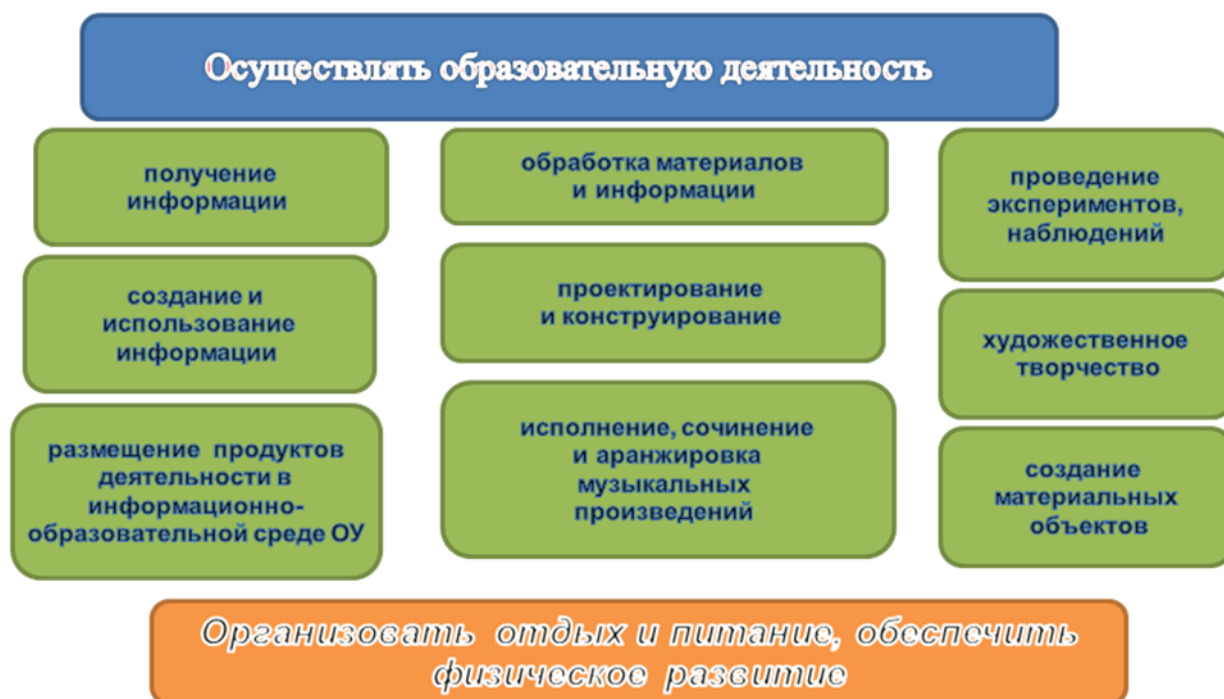 Осуществлять образовательную деятельность
получение
информации
создание и
использование
информации
размещение продуктов
деятельности в
информационно-
образовательной среде ОУ
обработка материалов
и информации
проектирование
и конструирование
исполнение, сочинение
и аранжировка
музыкальных
произведений
проведение
экспериментов,
наблюдений
художественное
творчество
создание
материальных
объектов
Организовать отдых и питание, обеспечить
физическое развитие